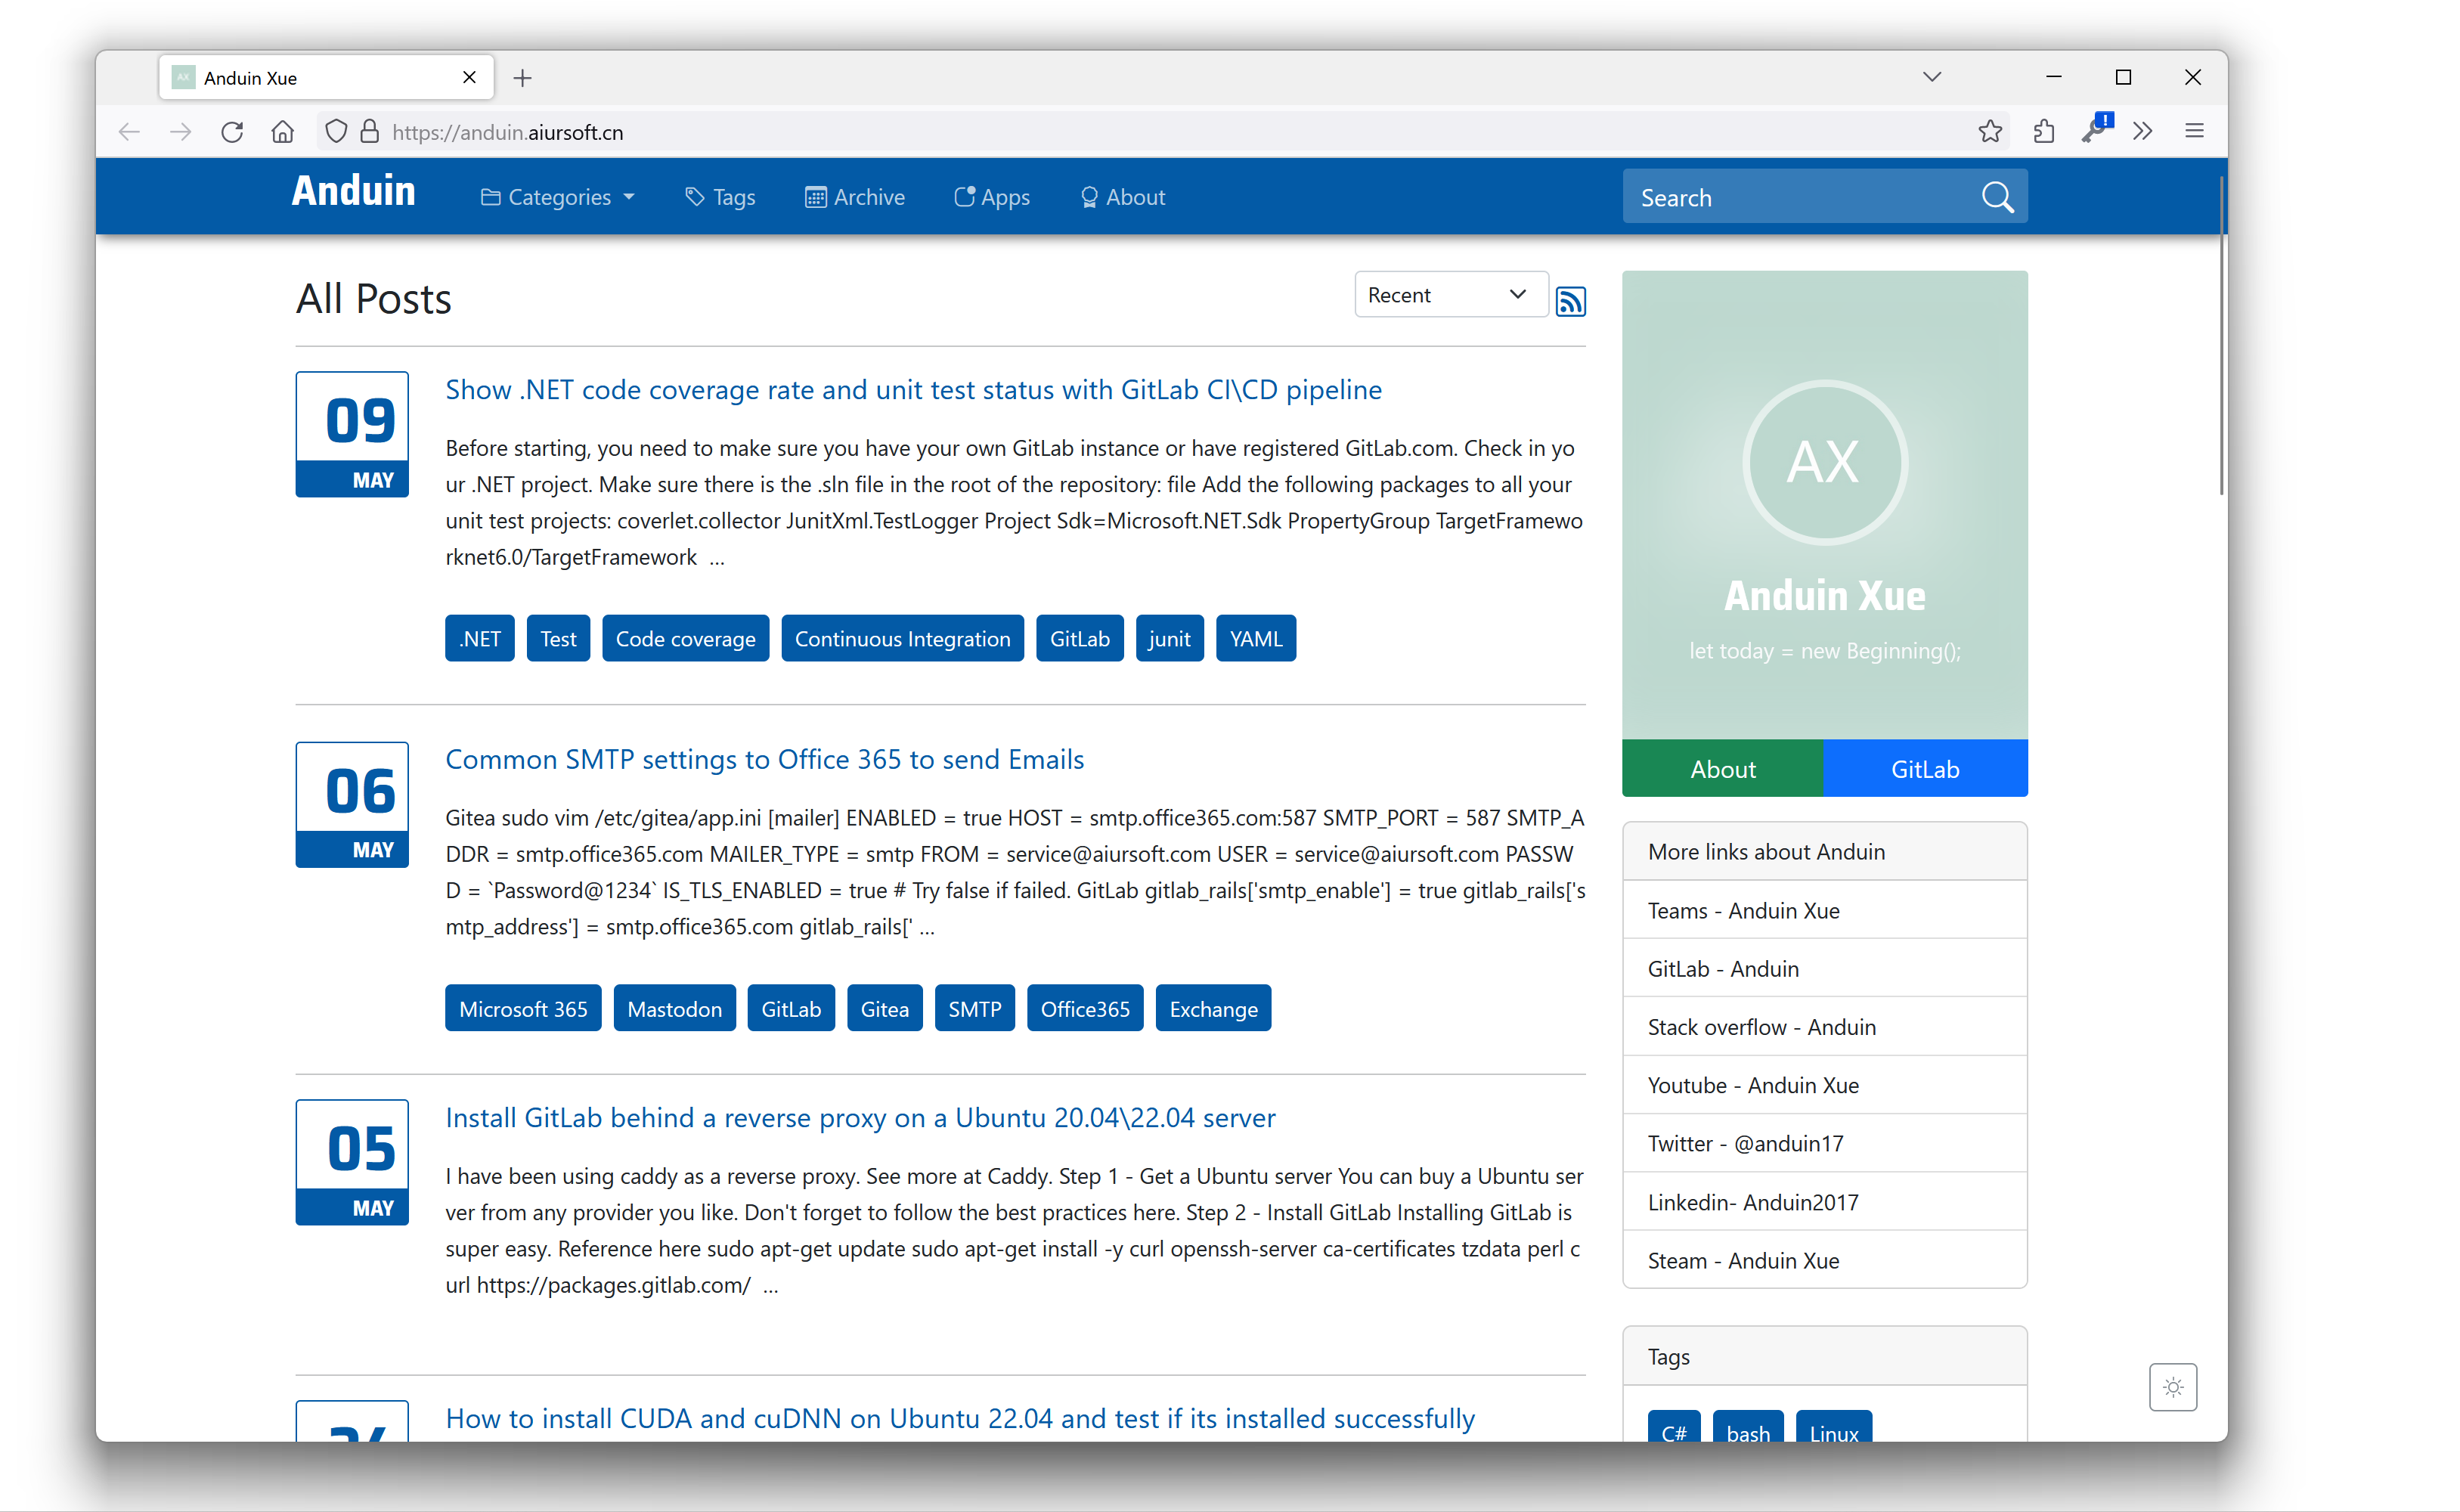 AX Anduin Xue
https://anduin.aiursoft.cn
Anduin Categories Tags Archive Apps About Search
All Posts
Recent
09
MAY
Show .NET code coverage rate and unit test status with GitLab CI\CD pipeline
Before starting, you need to make sure you have your own GitLab instance or have registered GitLab.com. Check in yo
ur .NET project. Make sure there is the .sln file in the root of the repository: file Add the following packages to all your
unit test projects: coverlet.collector JunitXml.TestLogger Project Sdk=Microsoft.NET.Sdk PropertyGroup TargetFramewo
rknet6.0/TargetFramework ...
.NET Test Code coverage Continuous Integration GitLab junit YAML
06
MAY
Common SMTP settings to Office 365 to send Emails
Gitea sudo vim /etc/gitea/app.ini [mailer] ENABLED = true HOST = smtp.office365.com:587 SMTP_PORT = 587 SMTP_A
DDR = smtp.office365.com MAILER_TYPE = smtp FROM = service@aiursoft.com USER = service@aiursoft.com PASSW
D = `Password@1234` IS_TLS_ENABLED = true # Try false if failed. GitLab gitlab_rails['smtp_enable'] = true gitlab_rails['s
mtp_address'] = smtp.office365.com gitlab_rails[' ...
Microsoft 365 Mastodon GitLab Gitea SMTP Office365 Exchange
05
MAY
Install GitLab behind a reverse proxy on a Ubuntu 20.04\22.04 server
I have been using caddy as a reverse proxy. See more at Caddy. Step 1 - Get a Ubuntu server You can buy a Ubuntu ser
ver from any provider you like. Don't forget to follow the best practices here. Step 2 - Install GitLab Installing GitLab is
super easy. Reference here sudo apt-get update sudo apt-get install -y curl openssh-server ca-certificates tzdata perl c
url https://packages.gitlab.com/ ...
How to install CUDA and cuDNN on Ubuntu 22.04 and test if its installed successfully
AX
Anduin Xue
let today = new Beginning();
About GitLab
More links about Anduin
Teams - Anduin Xue
GitLab - Anduin
Stack overflow - Anduin
Youtube - Anduin Xue
Twitter - @anduin17
Linkedin- Anduin2017
Steam - Anduin Xue
Tags
C# bash Linux